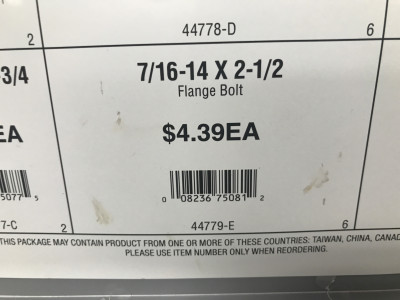 2 44778-D 6
-3/4 7/16-14 X 2-1/2
Flange Bolt
EA $4.39EA
75077 5 0 08236 75081 2
7-C 2 44779-E 6
THIS PACKAGE MAY CONTAIN PRODUCT FROM ONE OR MORE OF THESE COUNTRIES: TAIWAN, CHINA, CANAD
PLEASE USE ITEM NUMBER ONLY WHEN REORDERING.